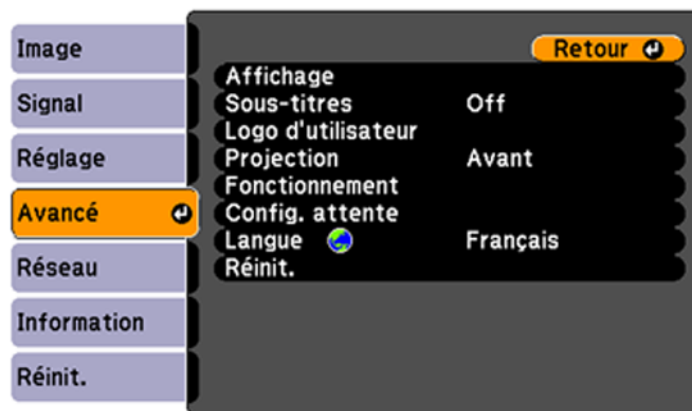 Image
Signal
Réglage
Avancé
Réseau
Information
Réinit.
Retour
Affichage
Sous-titres Off
Logo d'utilisateur
Projection Avant
Fonctionnement
Config. attente
Langue Français
Réinit.